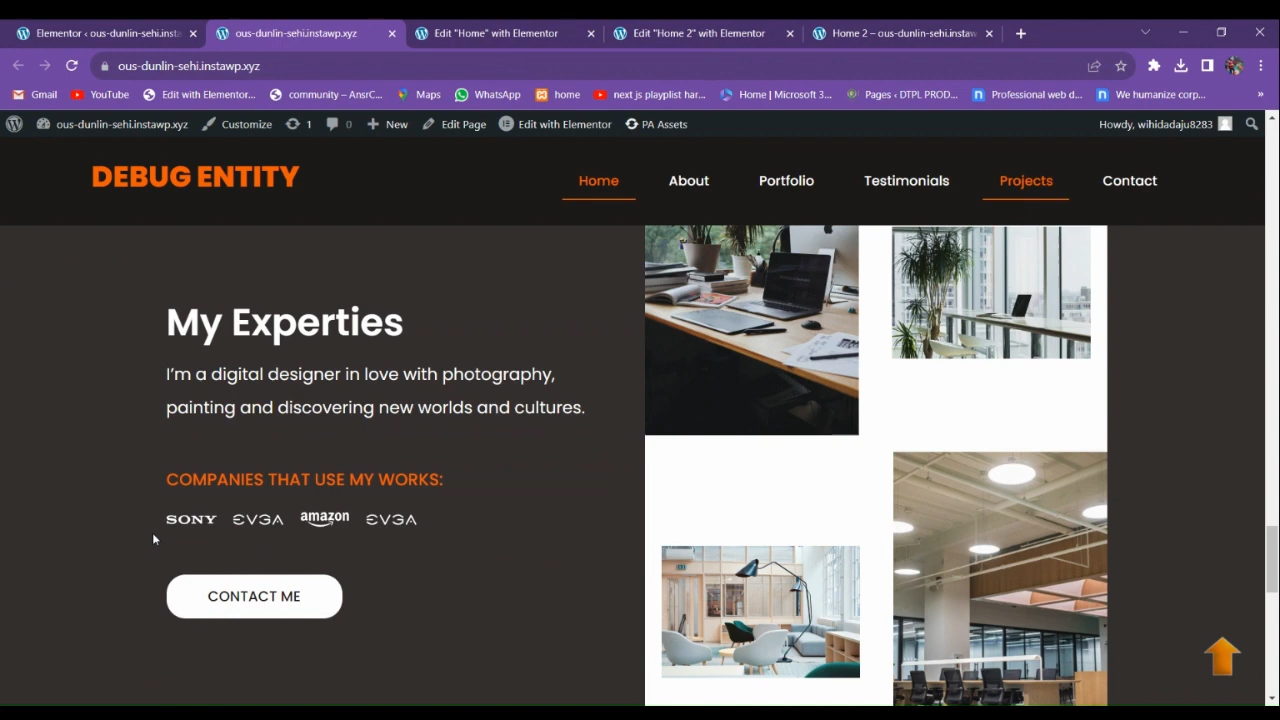 Elementor ‹ ous-dunlin-sehi.insta
ous-dunlin-sehi.instawp.xyz
Edit "Home" with Elementor
Edit "Home 2" with Elementor
Home 2 – ous-dunlin-sehi.instaw
ous-dunlin-sehi.instawp.xyz
Gmail
YouTube
Edit with Elementor...
community – AnsrC...
Maps
WhatsApp
home
next js playlist har...
Home | Microsoft 3...
Pages ‹ DTPL PROD...
Professional web d...
We humanize corp...
»
ous-dunlin-sehi.instawp.xyz
Customize
1
0
New
Edit Page
Edit with Elementor
PA Assets
Howdy, wihidadaju8283
DEBUG ENTITY
Home
About
Portfolio
Testimonials
Projects
Contact
My Experties
I'm a digital designer in love with photography,
painting and discovering new worlds and cultures.
COMPANIES THAT USE MY WORKS:
SONY EVGA amazon EVGA
CONTACT ME